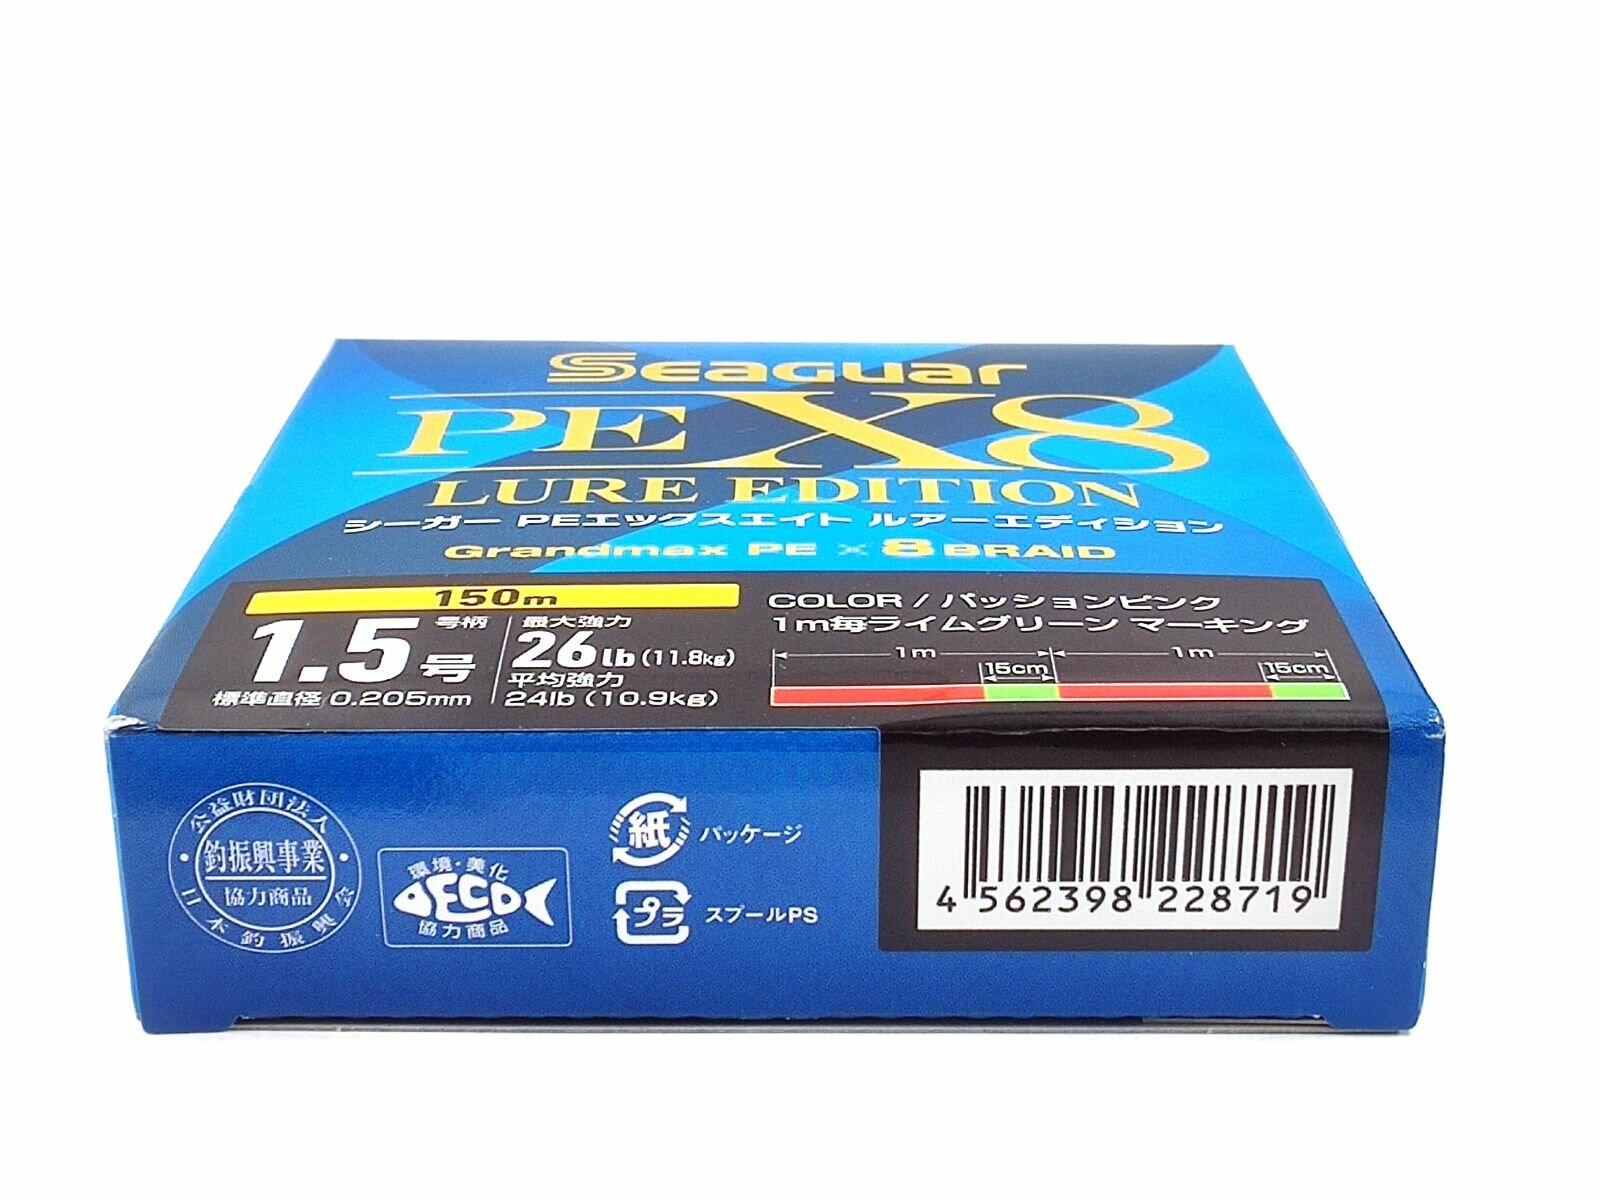 Seaguar
PE X8
LURE EDITION
シーガー PEエックスエイト ルアーエディション
Grandmax PE × 8 BRAID
150m
1.5号 号柄
標準直径 0.205mm
最大強力
26lb (11.8kg)
平均強力
24lb (10.9kg)
COLOR / パッションピンク
1m毎ライムグリーン マーキング
1m 1m
15cm 15cm
公益財団法人
釣振興事業
協力商品
日本釣振興会
環境・美化
ECO
協力商品
紙 パッケージ
プラ スプールPS
4 562398 228719